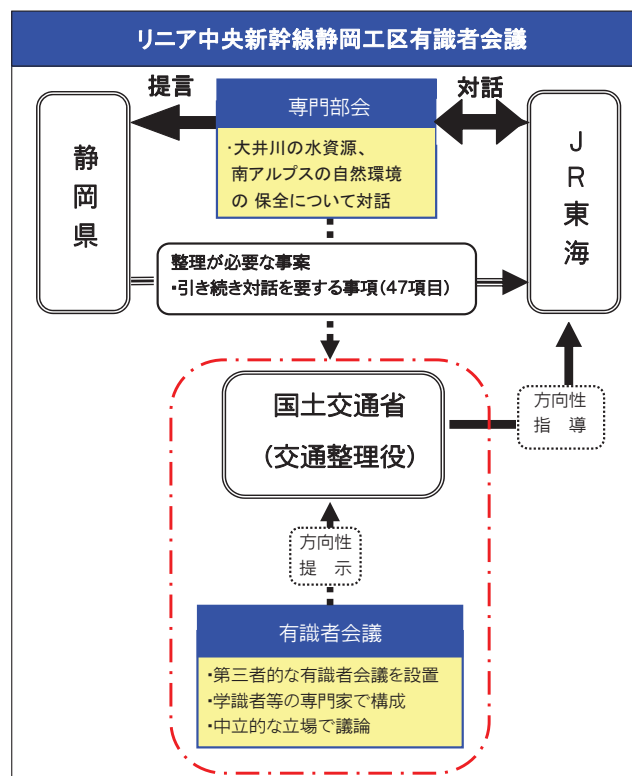 リニア中央新幹線静岡工区有識者会議
提言
対話
静岡県
専門部会
・大井川の水資源、
南アルプスの自然環境
の 保全について対話
JR東海
整理が必要な事案
・引き続き対話を要する事項(47項目)
国土交通省
(交通整理役)
方向性
指 導
方向性
提 示
有識者会議
・第三者的な有識者会議を設置
・学識者等の専門家で構成
・中立的な立場で議論